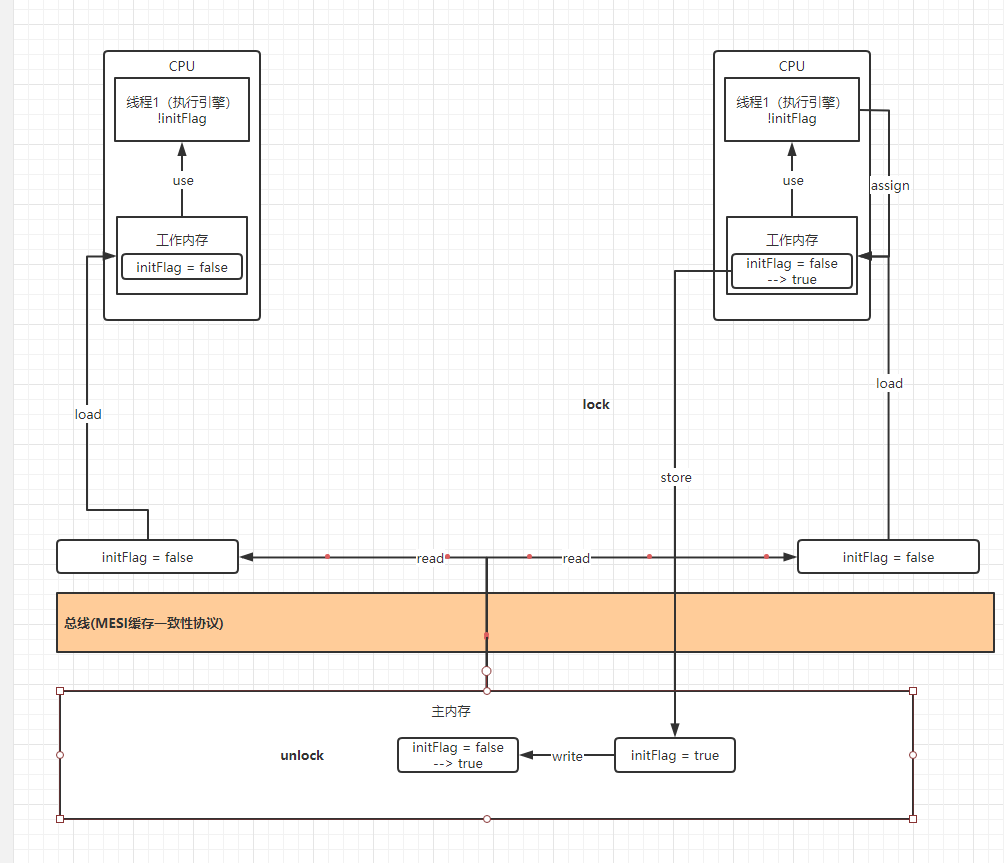 CPU
线程1（执行引擎）
!initFlag
use
工作内存
initFlag = false
load
initFlag = false
CPU
线程1（执行引擎）
!initFlag
use
assign
工作内存
initFlag = false
--> true
load
lock
store
read
read
initFlag = false
总线(MESI缓存一致性协议)
主内存
unlock
initFlag = false
--> true
write
initFlag = true